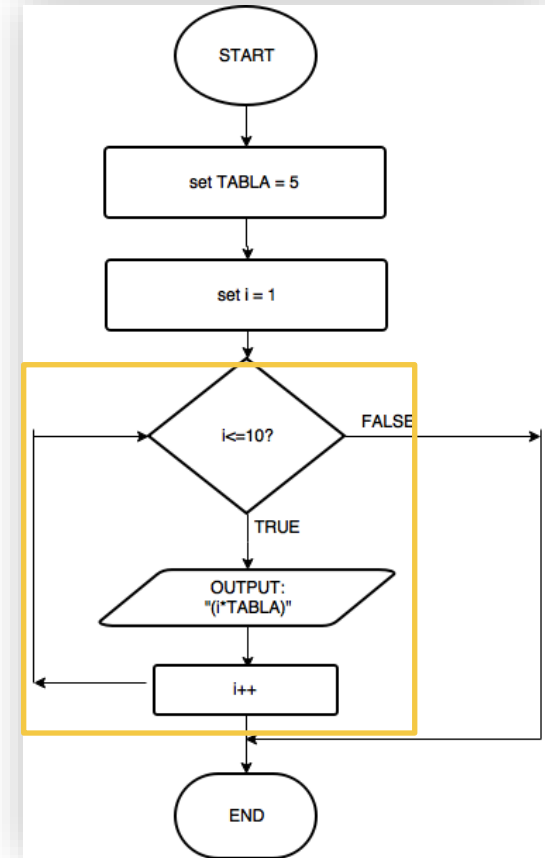 START
set TABLA = 5
set i = 1
i<=10?
FALSE
TRUE
OUTPUT:
"(i*TABLA)"
i++
END